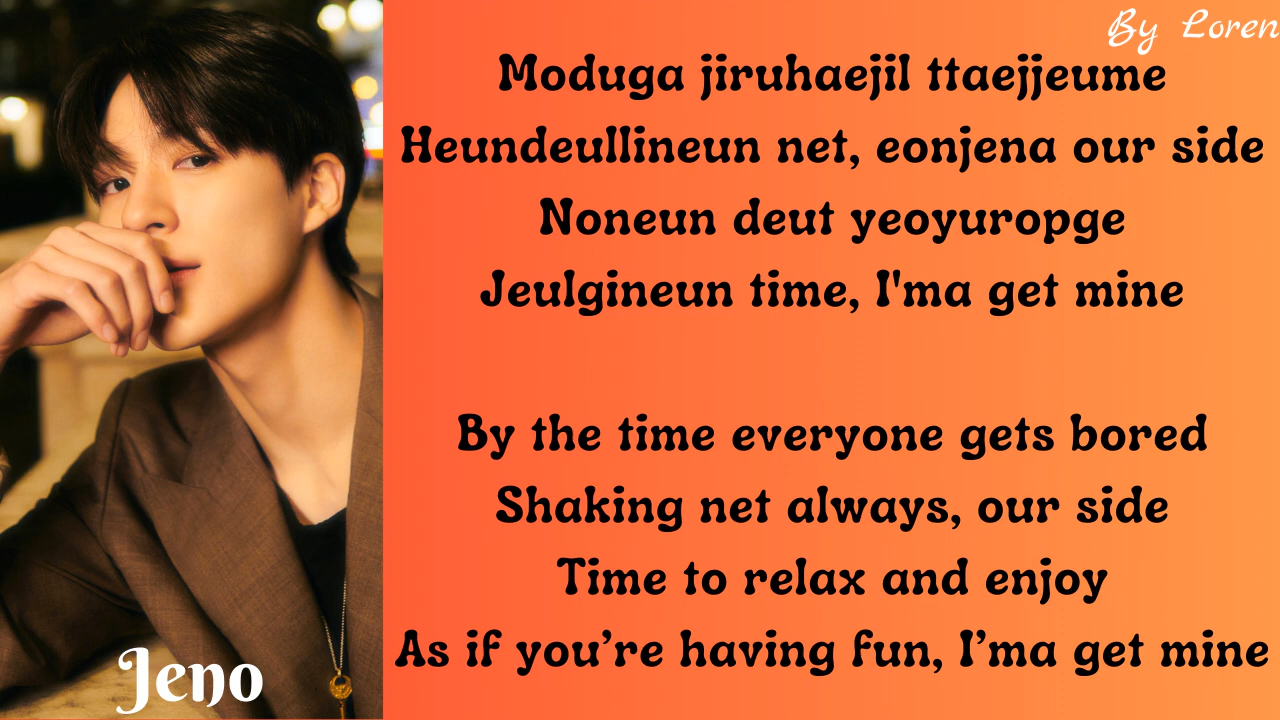 By Loren
Moduga jiruhaejil ttaejjeume
Heundeullineun net, eonjena our side
Noneun deut yeoyuropge
Jeulgineun time, I'ma get mine
By the time everyone gets bored
Shaking net always, our side
Time to relax and enjoy
As if you’re having fun, I’ma get mine
Jeno